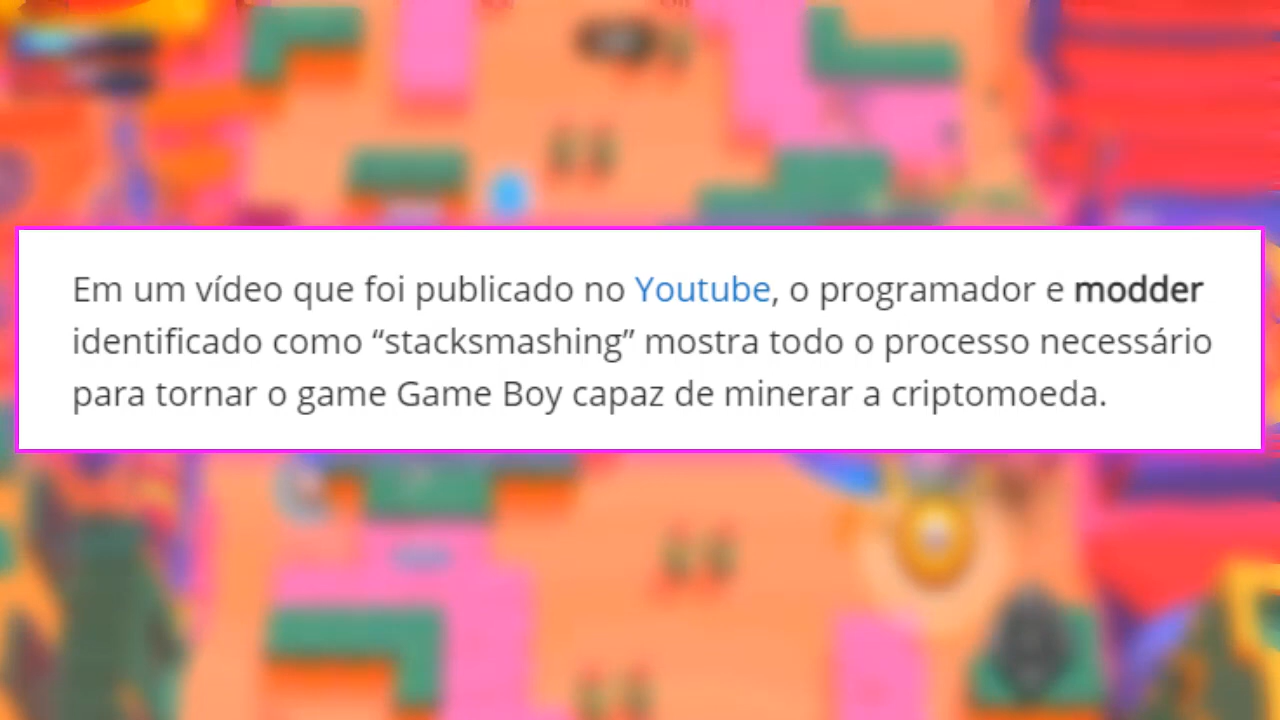 Em um vídeo que foi publicado no Youtube, o programador e modder
identificado como “stacksmashing” mostra todo o processo necessário
para tornar o game Game Boy capaz de minerar a criptomoeda.